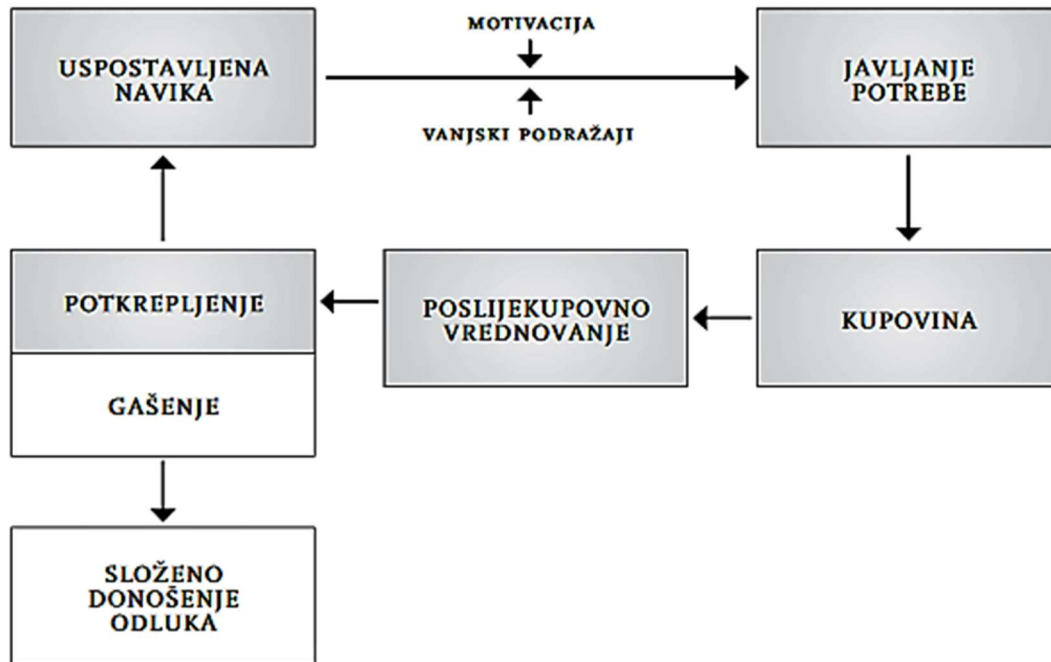 MOTIVACIJA
USPOSTAVLJENA
NAVIKA
JAVLJANJE
POTREBE
VANJSKI PODRAŽAJI
POTKREPLJENJE
POSLIJEKUPOVNO
VREDNOVANJE
KUPOVINA
GAŠENJE
SLOŽENO
DONOŠENJE
ODLUKA